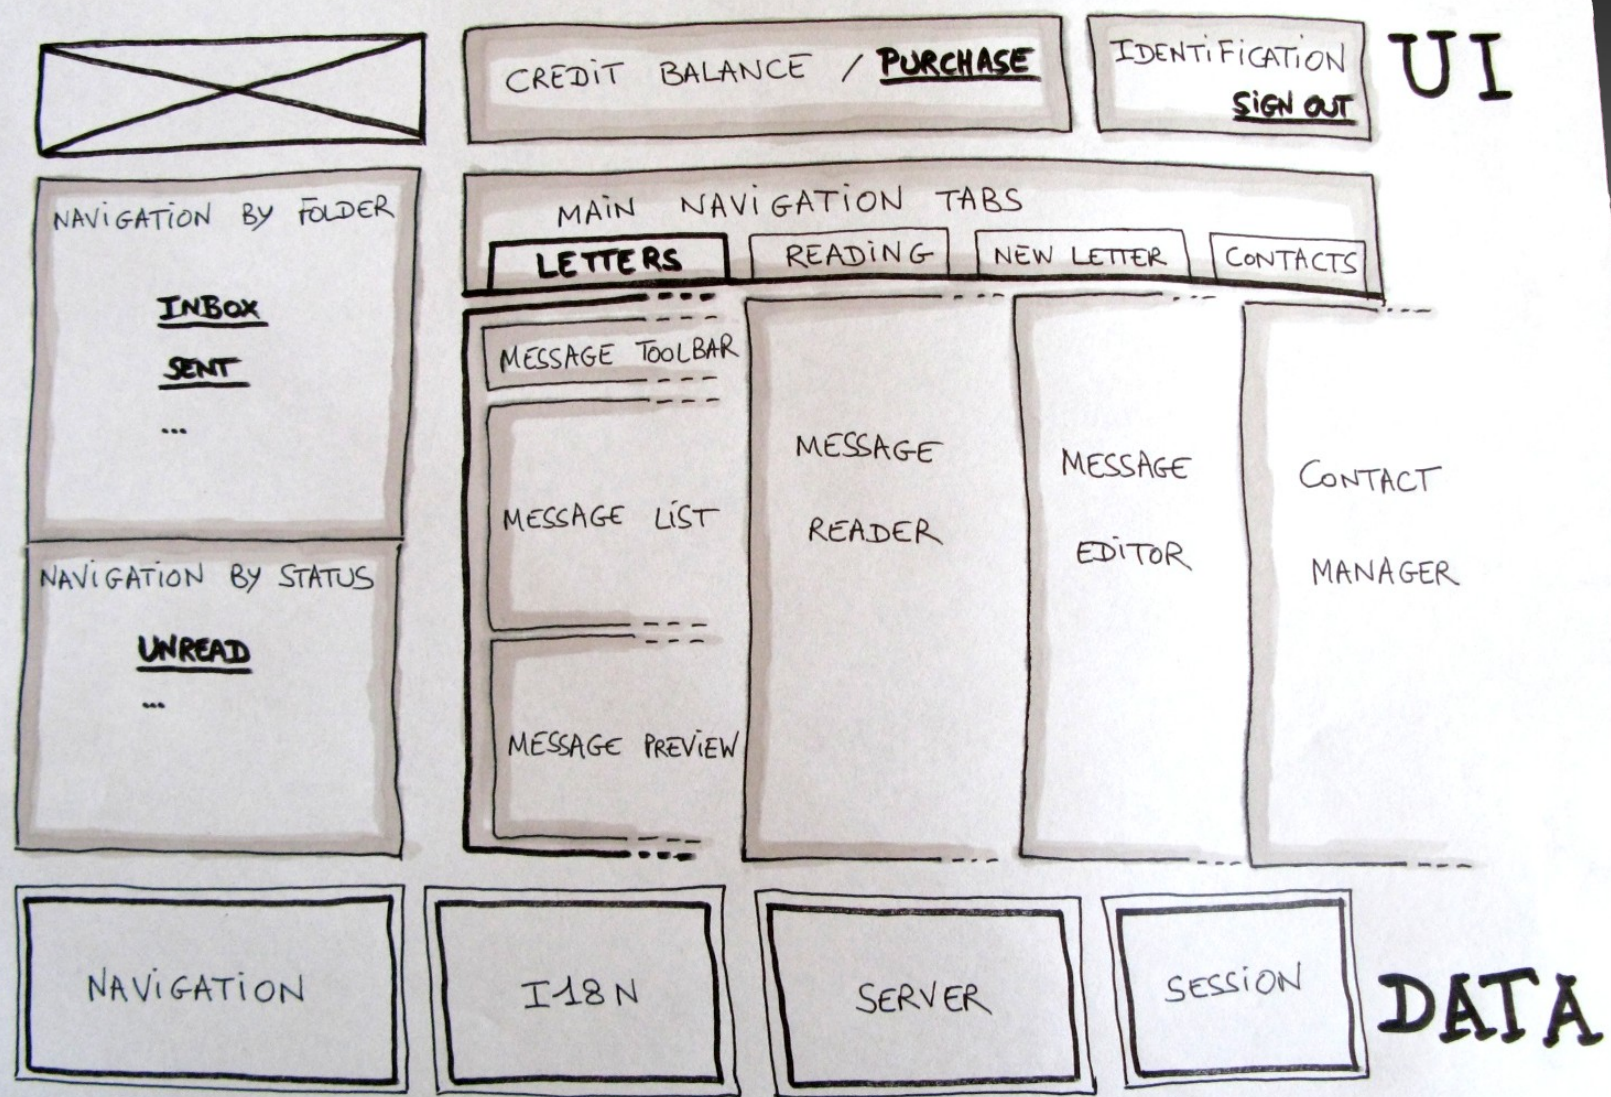 CREDIT BALANCE / PURCHASE
IDENTIFICATION
SIGN OUT
UI
NAVIGATION BY FOLDER
INBOX
SENT
...
NAVIGATION BY STATUS
UNREAD
...
MAIN NAVIGATION TABS
LETTERS
READING
NEW LETTER
CONTACTS
MESSAGE TOOLBAR
MESSAGE LIST
MESSAGE PREVIEW
MESSAGE
READER
MESSAGE
EDITOR
CONTACT
MANAGER
NAVIGATION
I18N
SERVER
SESSION
DATA